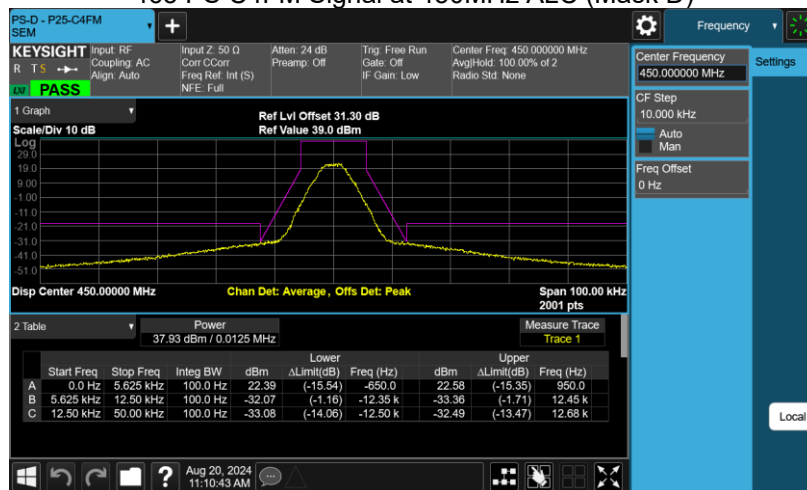 PS-D - P25-C4FM
SEM
Frequency
KEYSIGHT
R T S
LXI PASS
Input: RF
Coupling: AC
Align: Auto
Input Z: 50 Ω
Corr CCorr
Freq Ref: Int (S)
NFE: Full
Atten: 24 dB
Preamp: Off
Trig: Free Run
Gate: Off
IF Gain: Low
Center Freq: 450.000000 MHz
Avg|Hold: 100.00% of 2
Radio Std: None
Center Frequency
450.000000 MHz
Settings
CF Step
10.000 kHz
Auto
Man
Freq Offset
0 Hz
1 Graph
Scale/Div 10 dB
Ref Lvl Offset 31.30 dB
Ref Value 39.0 dBm
Log
29.0
19.0
9.00
-1.00
-11.0
-21.0
-31.0
-41.0
-51.0
Disp Center 450.00000 MHz
Chan Det: Average, Offs Det: Peak
Span 100.00 kHz
2001 pts
2 Table
Power
37.93 dBm / 0.0125 MHz
Measure Trace
Trace 1
Lower Upper
Start Freq Stop Freq Integ BW dBm ΔLimit(dB) Freq (Hz) dBm ΔLimit(dB) Freq (Hz)
A 0.0 Hz 5.625 kHz 100.0 Hz 22.39 (-15.54) -650.0 22.58 (-15.35) 950.0
B 5.625 kHz 12.50 kHz 100.0 Hz -32.07 (-1.16) -12.35 k -33.36 (-1.71) 12.45 k
C 12.50 kHz 50.00 kHz 100.0 Hz -33.08 (-14.06) -12.50 k -32.49 (-13.47) 12.68 k
Local
Aug 20, 2024
11:10:43 AM